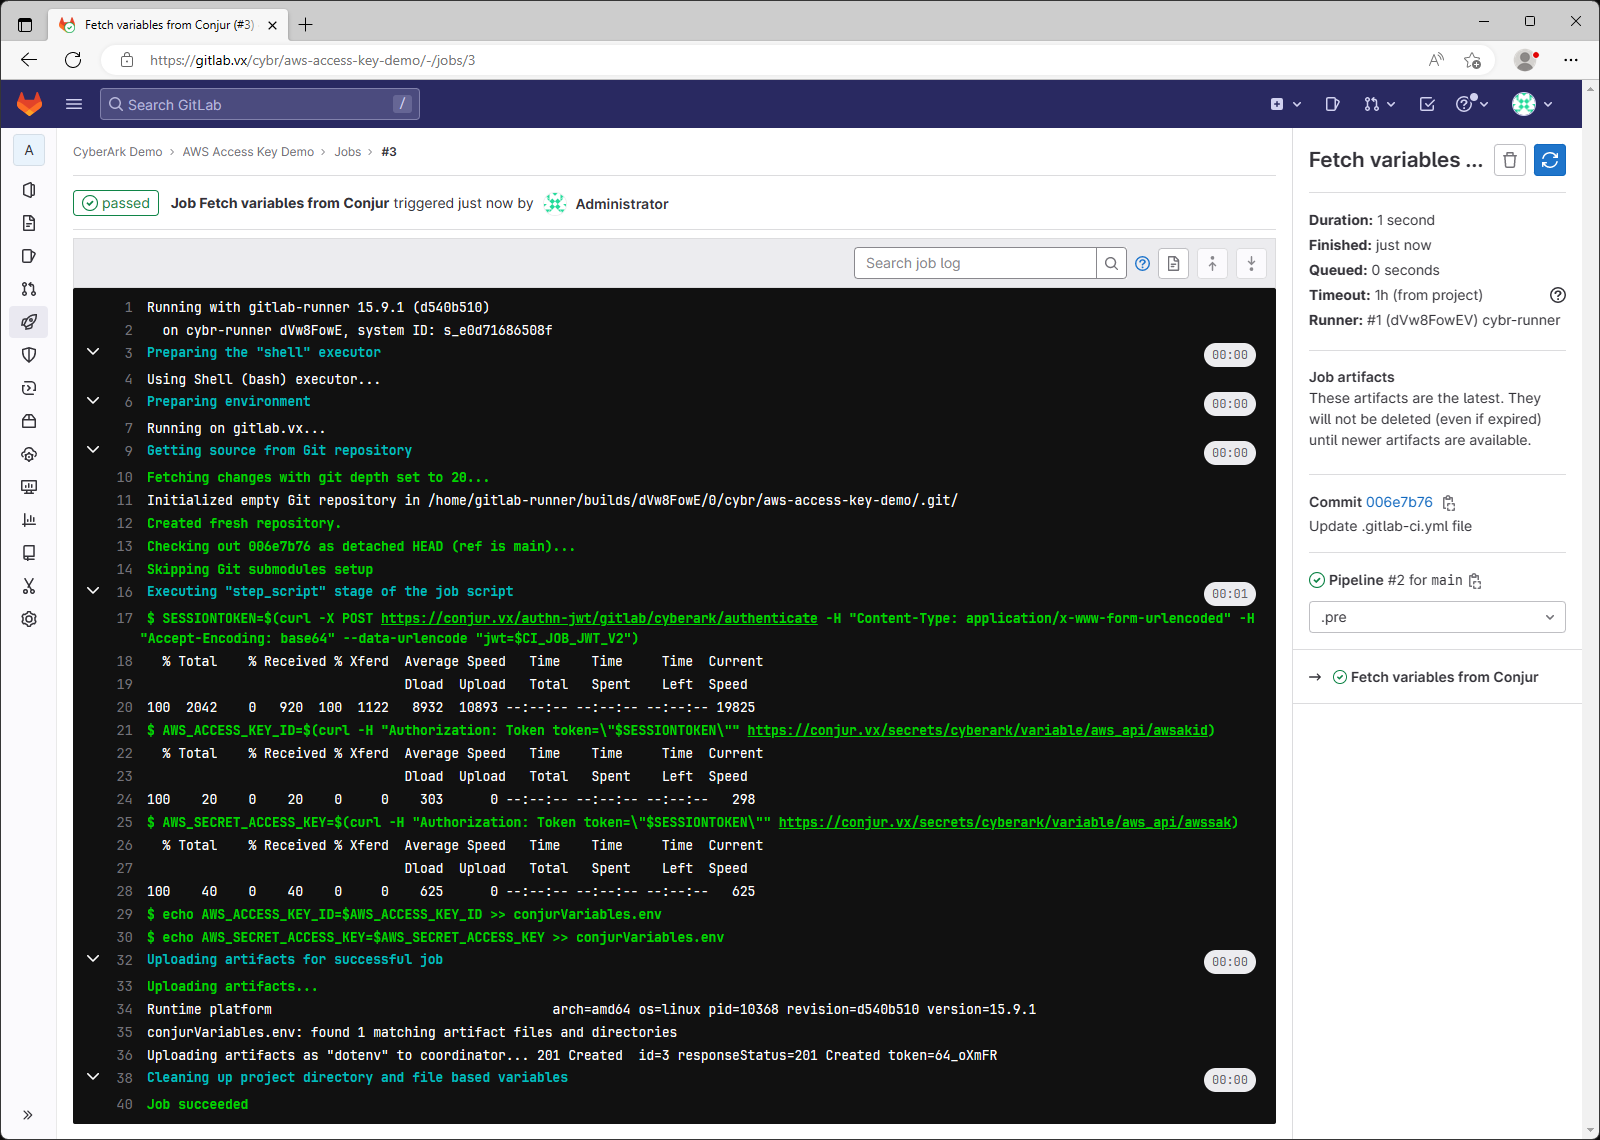 Fetch variables from Conjur (#3)
https://gitlab.vx/cybr/aws-access-key-demo/-/jobs/3
Search GitLab /
A
CyberArk Demo › AWS Access Key Demo › Jobs › #3
passed Job Fetch variables from Conjur triggered just now by Administrator
Search job log
1 Running with gitlab-runner 15.9.1 (d540b510)
2 on cybr-runner dVw8FowE, system ID: s_e0d71686508f
3 Preparing the "shell" executor 00:00
4 Using Shell (bash) executor...
6 Preparing environment 00:00
7 Running on gitlab.vx...
9 Getting source from Git repository 00:00
10 Fetching changes with git depth set to 20...
11 Initialized empty Git repository in /home/gitlab-runner/builds/dVw8FowE/0/cybr/aws-access-key-demo/.git/
12 Created fresh repository.
13 Checking out 006e7b76 as detached HEAD (ref is main)...
14 Skipping Git submodules setup
16 Executing "step_script" stage of the job script 00:01
17 $ SESSIONTOKEN=$(curl -X POST https://conjur.vx/authn-jwt/gitlab/cyberark/authenticate -H "Content-Type: application/x-www-form-urlencoded" -H
"Accept-Encoding: base64" --data-urlencode "jwt=$CI_JOB_JWT_V2")
18 % Total % Received % Xferd Average Speed Time Time Time Current
19 Dload Upload Total Spent Left Speed
20 100 2042 0 920 100 1122 8932 10893 --:--:-- --:--:-- --:--:-- 19825
21 $ AWS_ACCESS_KEY_ID=$(curl -H "Authorization: Token token=\"$SESSIONTOKEN\"" https://conjur.vx/secrets/cyberark/variable/aws_api/awsakid)
22 % Total % Received % Xferd Average Speed Time Time Time Current
23 Dload Upload Total Spent Left Speed
24 100 20 0 20 0 0 303 0 --:--:-- --:--:-- --:--:-- 298
25 $ AWS_SECRET_ACCESS_KEY=$(curl -H "Authorization: Token token=\"$SESSIONTOKEN\"" https://conjur.vx/secrets/cyberark/variable/aws_api/awssak)
26 % Total % Received % Xferd Average Speed Time Time Time Current
27 Dload Upload Total Spent Left Speed
28 100 40 0 40 0 0 625 0 --:--:-- --:--:-- --:--:-- 625
29 $ echo AWS_ACCESS_KEY_ID=$AWS_ACCESS_KEY_ID >> conjurVariables.env
30 $ echo AWS_SECRET_ACCESS_KEY=$AWS_SECRET_ACCESS_KEY >> conjurVariables.env
32 Uploading artifacts for successful job 00:00
33 Uploading artifacts...
34 Runtime platform arch=amd64 os=linux pid=10368 revision=d540b510 version=15.9.1
35 conjurVariables.env: found 1 matching artifact files and directories
36 Uploading artifacts as "dotenv" to coordinator... 201 Created id=3 responseStatus=201 Created token=64_oXmFR
38 Cleaning up project directory and file based variables 00:00
40 Job succeeded
Fetch variables ...
Duration: 1 second
Finished: just now
Queued: 0 seconds
Timeout: 1h (from project)
Runner: #1 (dVw8FowEV) cybr-runner
Job artifacts
These artifacts are the latest. They
will not be deleted (even if expired)
until newer artifacts are available.
Commit 006e7b76
Update .gitlab-ci.yml file
Pipeline #2 for main
.pre
→ Fetch variables from Conjur